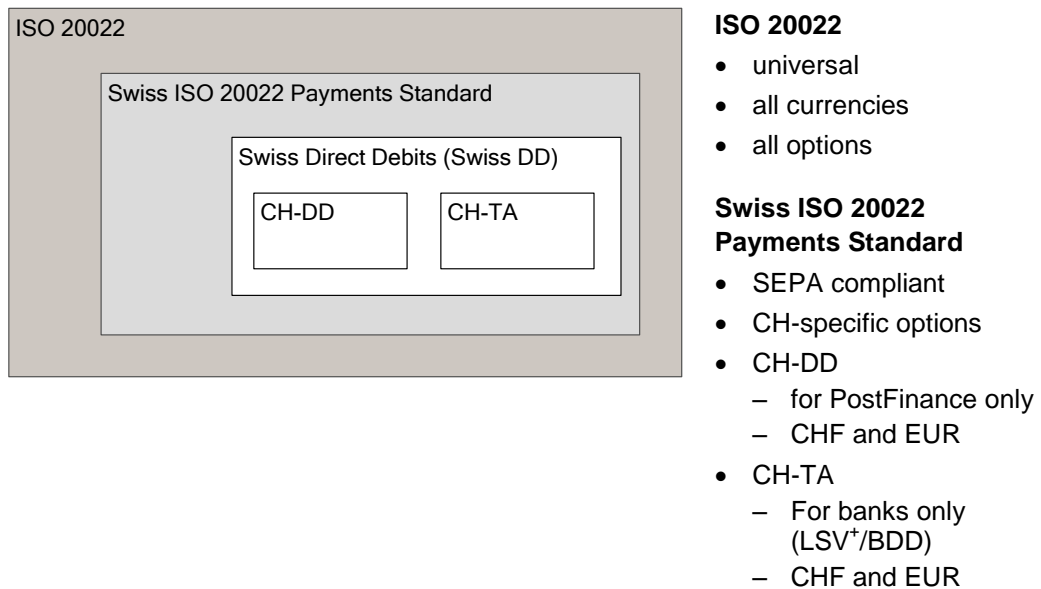 ISO 20022
Swiss ISO 20022 Payments Standard
Swiss Direct Debits (Swiss DD)
CH-DD
CH-TA
ISO 20022
• universal
• all currencies
• all options
Swiss ISO 20022
Payments Standard
• SEPA compliant
• CH-specific options
• CH-DD
– for PostFinance only
– CHF and EUR
• CH-TA
– For banks only
(LSV+/BDD)
– CHF and EUR